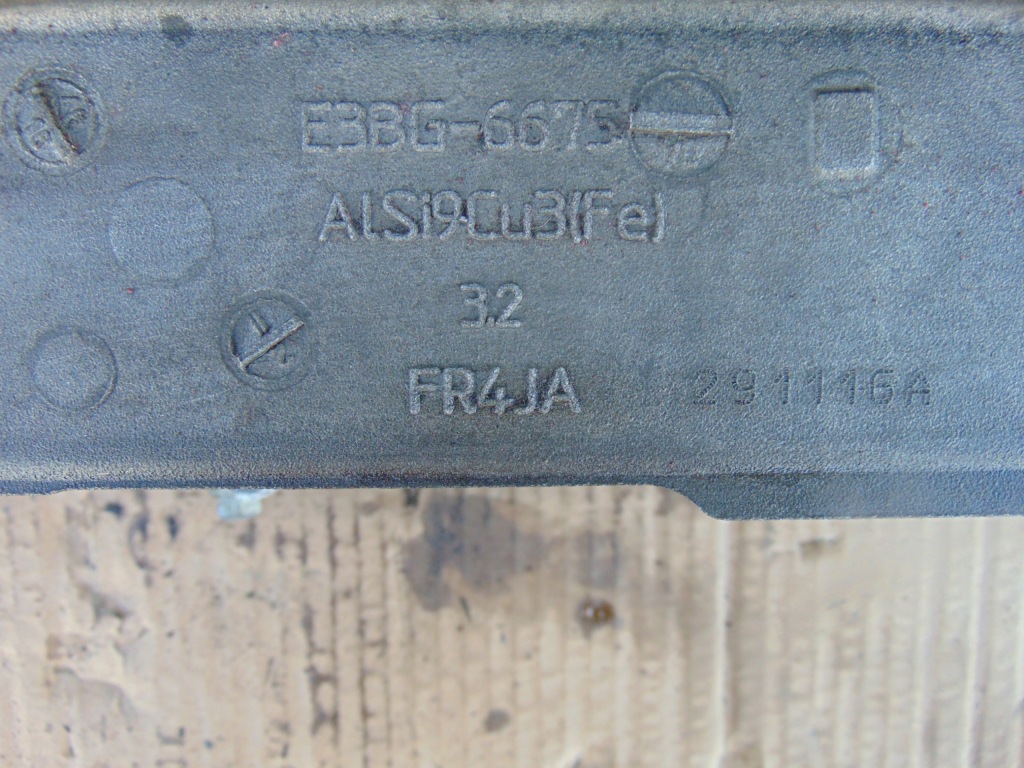 E3BG-6675
AlSi9Cu3(Fe)
3.2
FR4JA 291116A